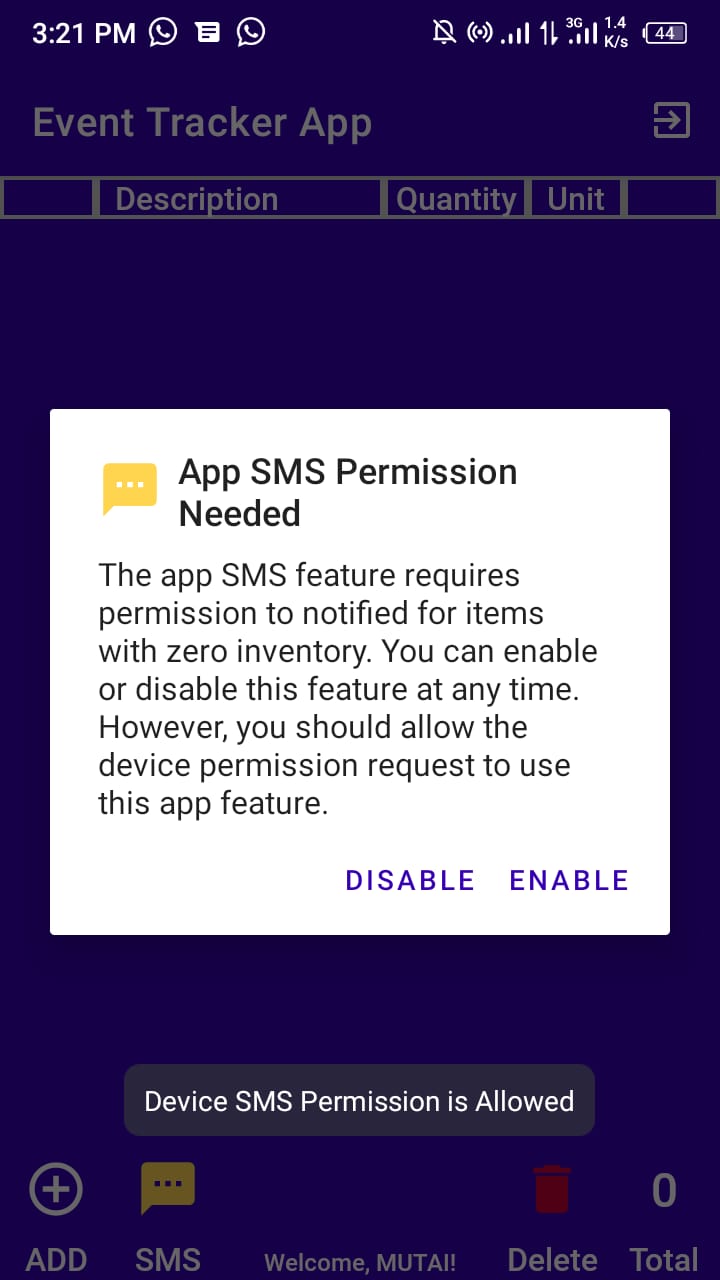 3:21 PM 3G 1.4 K/s 44
Event Tracker App
Description Quantity Unit
App SMS Permission
Needed
The app SMS feature requires
permission to notified for items
with zero inventory. You can enable
or disable this feature at any time.
However, you should allow the
device permission request to use
this app feature.
DISABLE ENABLE
Device SMS Permission is Allowed
0
ADD SMS Welcome, MUTAI! Delete Total